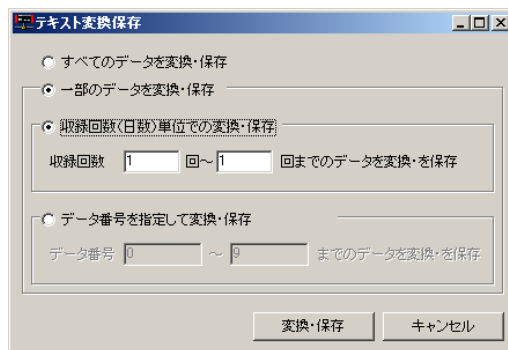 テキスト変換保存
すべてのデータを変換・保存
一部のデータを変換・保存
収録回数(日数)単位での変換・保存
収録回数 1 回～1 回までのデータを変換・を保存
データ番号を指定して変換・保存
データ番号 0 ～ 9 までのデータを変換・を保存
変換・保存 キャンセル